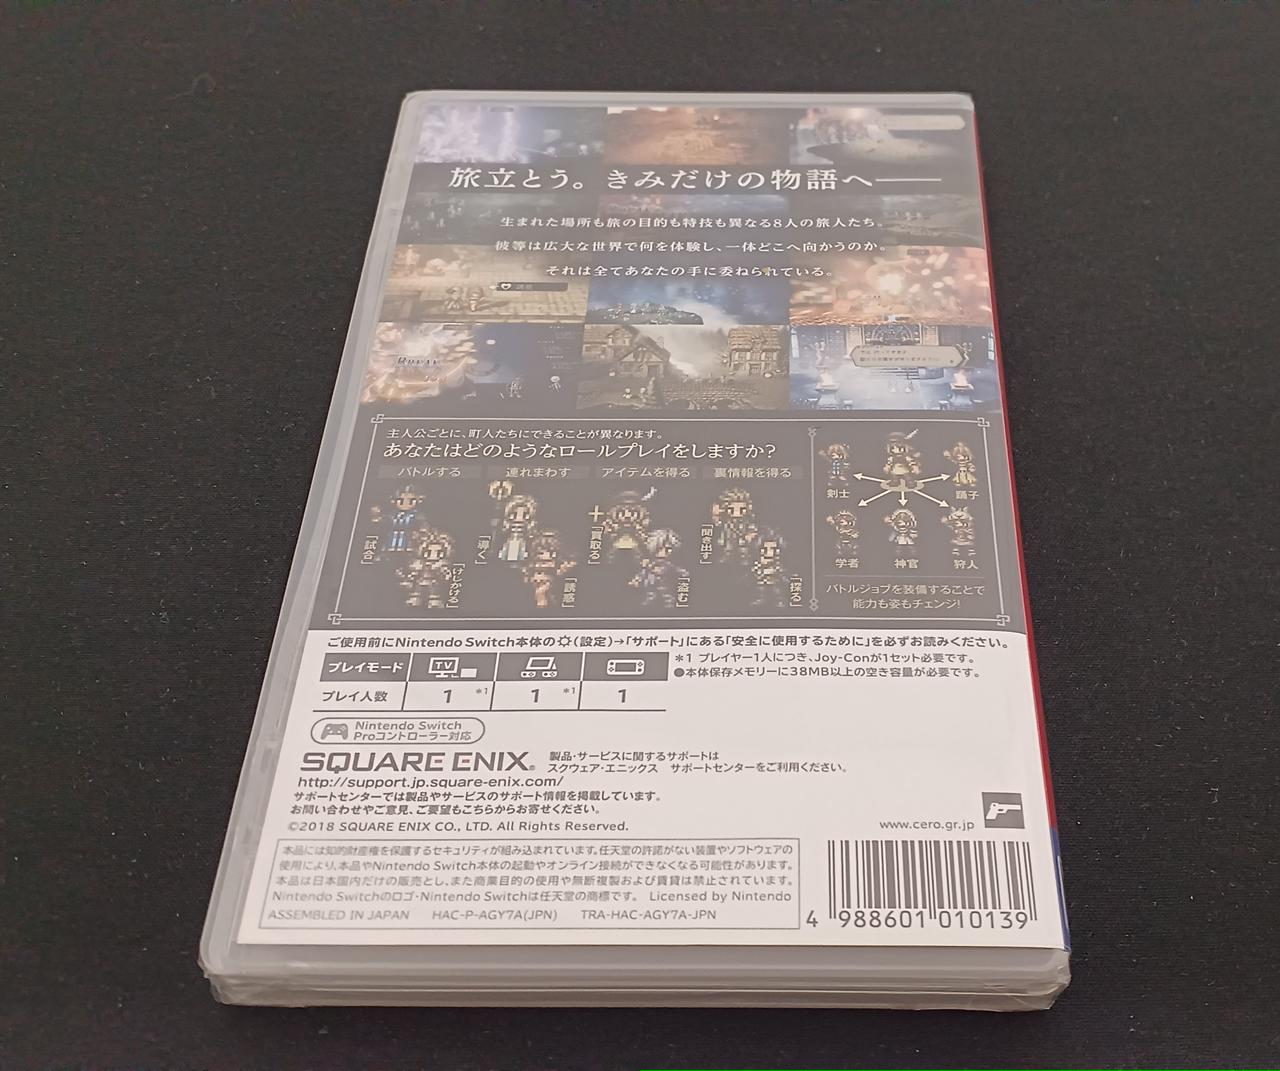 旅立とう。きみだけの物語へ――
生まれた場所も旅の目的も特技も異なる8人の旅人たち。
彼等は広大な世界で何を体験し、一体どこへ向かうのか。
それは全てあなたの手に委ねられている。
誘惑
BREAK
主人公ごとに、町人たちにできることが異なります。
あなたはどのようなロールプレイをしますか?
バトルする 連れまわす アイテムを得る 裏情報を得る
「試合」
「けしかける」
「導く」
「誘惑」
「買取る」
「盗む」
「聞き出す」
「探る」
剣士
踊子
学者
神官
狩人
バトルジョブを装備することで
能力も姿もチェンジ!
ご使用前にNintendo Switch本体の(設定)→「サポート」にある「安全に使用するために」を必ずお読みください。
プレイモード TV
プレイ人数 1 *1 1 *1 1
*1 プレイヤー1人につき、Joy-Conが1セット必要です。
●本体保存メモリーに38MB以上の空き容量が必要です。
Nintendo Switch
Proコントローラー対応
SQUARE ENIX®
製品・サービスに関するサポートは
スクウェア・エニックス サポートセンターをご利用ください。
http://support.jp.square-enix.com/
サポートセンターでは製品やサービスのサポート情報を掲載しています。
お問い合わせやご意見、ご要望もこちらからお寄せください。
©2018 SQUARE ENIX CO., LTD. All Rights Reserved.
www.cero.gr.jp
本品には知的財産権を保護するセキュリティが組み込まれています。任天堂の許諾がない装置やソフトウェアの
使用により、本品やNintendo Switch本体の起動やオンライン接続ができなくなる可能性があります。
本品は日本国内だけの販売とし、また商業目的の使用や無断複製および賃貸は禁止されています。
Nintendo Switchのロゴ・Nintendo Switchは任天堂の商標です。 Licensed by Nintendo
ASSEMBLED IN JAPAN HAC-P-AGY7A(JPN) TRA-HAC-AGY7A-JPN
4 988601 010139